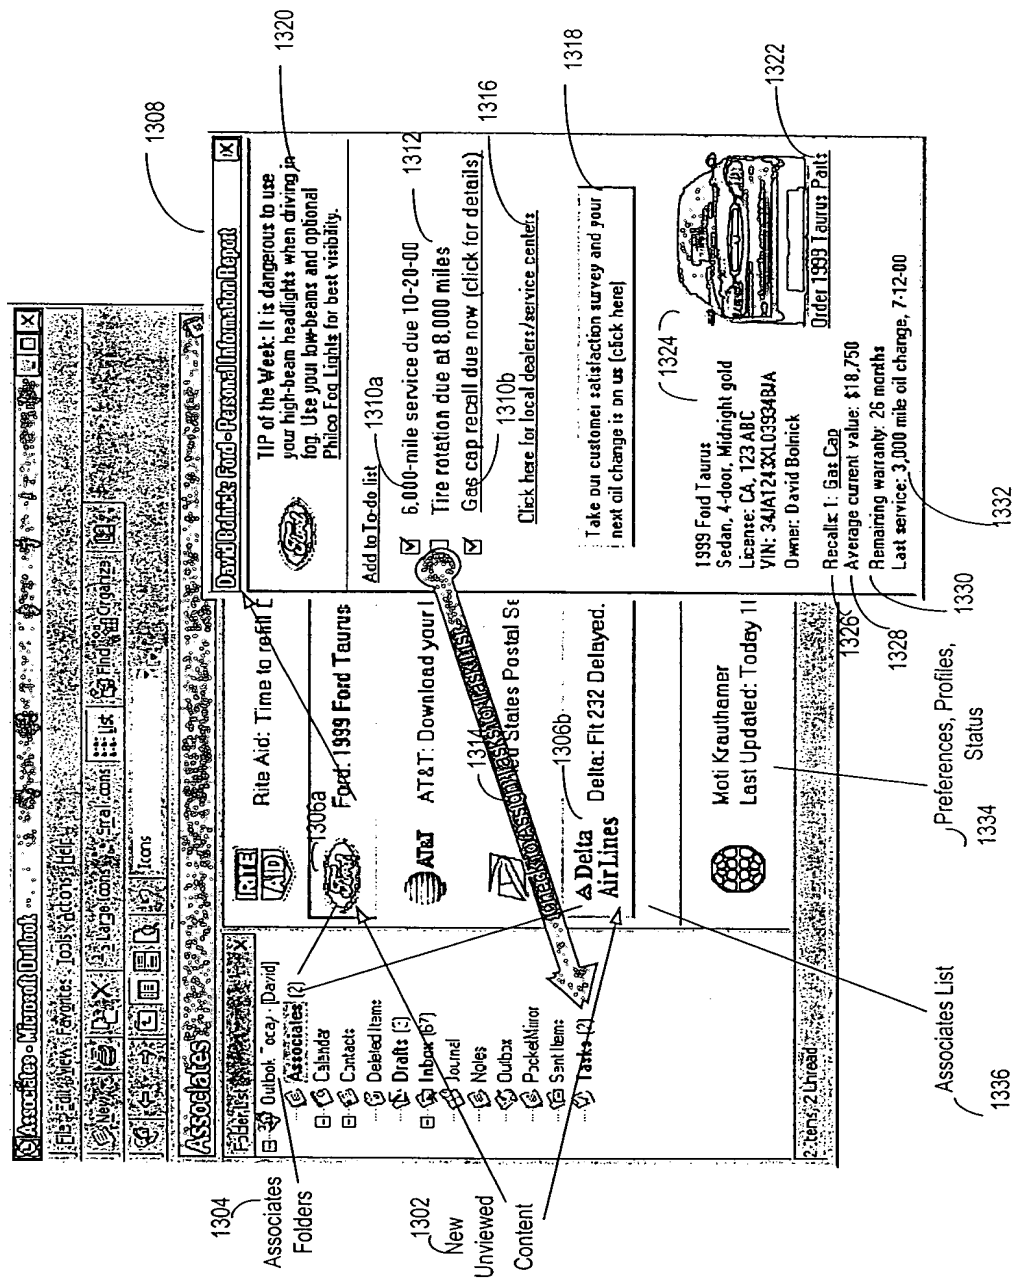 Associates - Microsoft Outlook
File Edit View Favorites Tools Actions Help
New
Large Icons Small Icons List Find Organize
Icons
Associates
Folder List
Outlook Today - [David]
Associates (2)
Calendar
Contacts
Deleted Items
Drafts (3)
Inbox (67)
Journal
Notes
Outbox
PocketMirror
Sent Items
Tasks (2)
RITE AID
Rite Aid: Time to refill
Ford
Ford: 1999 Ford Taurus
AT&T
AT&T: Download your
States Postal Se
Delta
Air Lines
Delta: Flt 232 Delayed.
Moti Krauthamer
Last Updated: Today
2 Items, 2 Unread
David Bolnick: Ford - Personal Information Report
Ford
TIP of the Week: It is dangerous to use
your high-beam headlights when driving in
fog. Use your low-beams and optional
Philco Fog Lights for best visibility.
Add to To-do list
6,000-mile service due 10-20-00
Tire rotation due at 8,000 miles
Gas cap recall due now (click for details)
Click here for local dealers/service centers
Take our customer satisfaction survey and your
next oil change is on us (click here)
1999 Ford Taurus
Sedan, 4-door, Midnight gold
License: CA, 123 ABC
VIN: 34JA1243XL03934BJA
Owner: David Bolnick
Order 1999 Taurus Parts
Recalls: 1: Gas Cap
Average current value: $18,750
Remaining warranty: 26 months
Last service: 3,000 mile oil change, 7-12-00
1304
Associates
Folders
1302
New
Unviewed
Content
1306a
1306b
1308
1310a
1310b
1312
1314
1316
1318
1320
1322
1324
1326
1328
1330
1332
Preferences, Profiles,
Status
1334
Associates List
1336